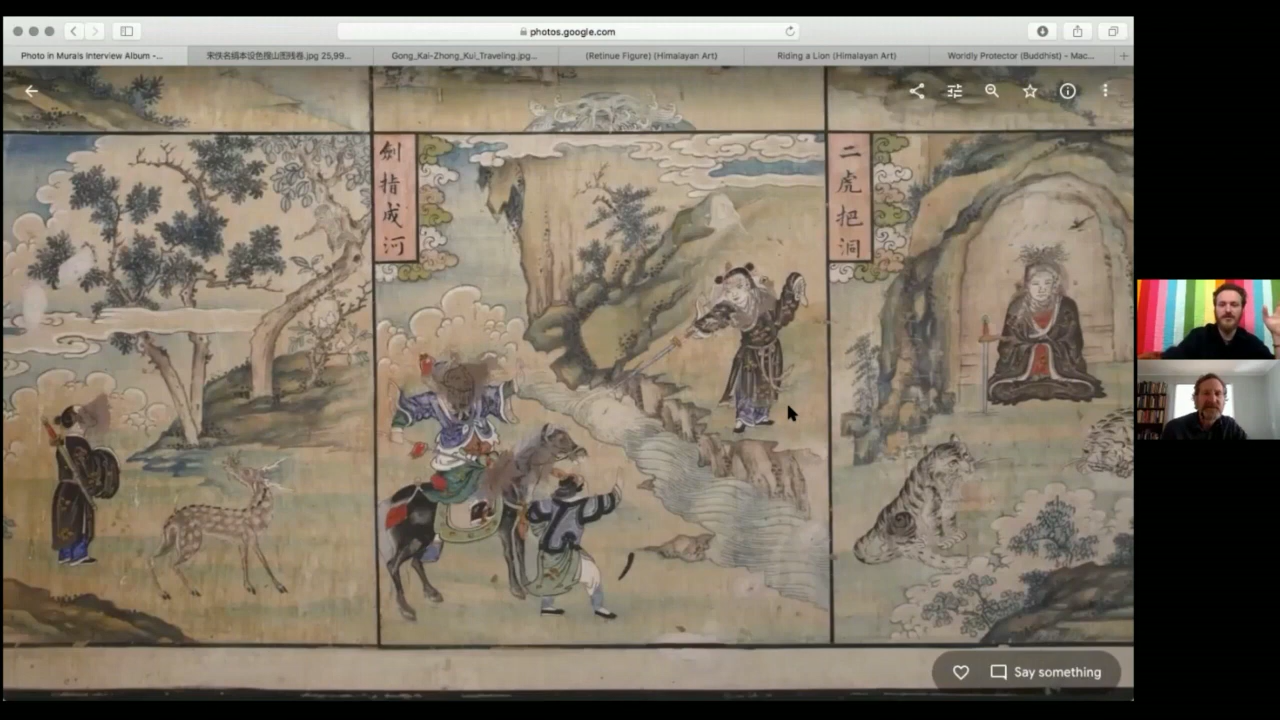 photos.google.com
Photo in Murals Interview Album -...
宋佚名绢本设色搜山图残卷.jpg 25,99...
Gong_Kai-Zhong_Kui_Traveling.jpg...
(Retinue Figure) (Himalayan Art)
Riding a Lion (Himalayan Art)
Worldly Protector (Buddhist) – Mac...
劍指成河
二虎把洞
Say something